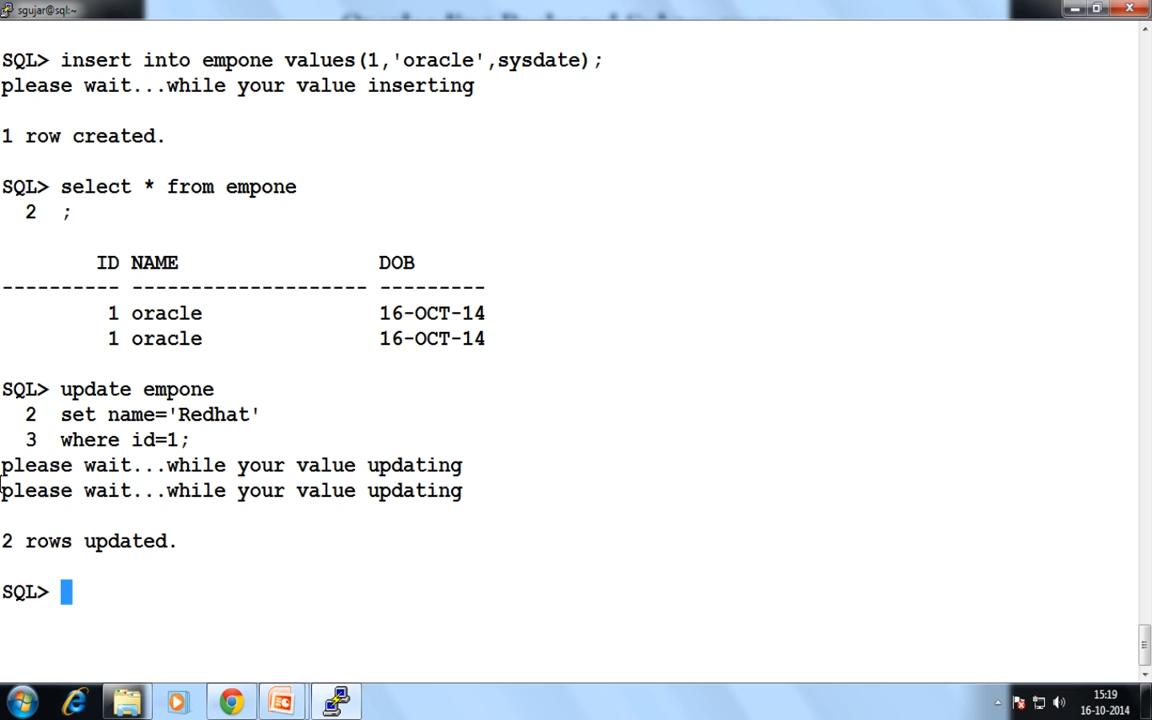 sgujar@sql:~
SQL> insert into empone values(1,'oracle',sysdate);
please wait...while your value inserting
1 row created.
SQL> select * from empone
2 ;
ID NAME DOB
---------- -------------------- ---------
1 oracle 16-OCT-14
1 oracle 16-OCT-14
SQL> update empone
2 set name='Redhat'
3 where id=1;
please wait...while your value updating
please wait...while your value updating
2 rows updated.
SQL>
15:19
16-10-2014